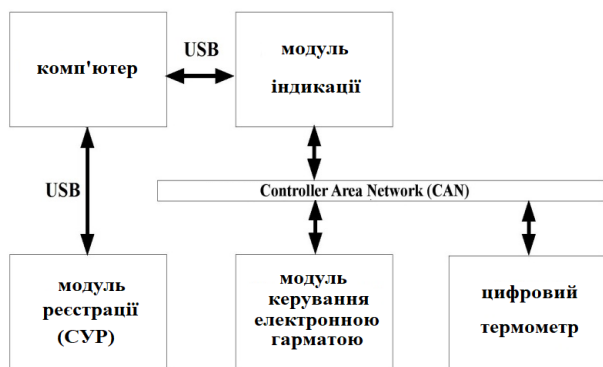 комп'ютер
USB
модуль
індикації
USB
Controller Area Network (CAN)
модуль
реєстрації
(СУР)
модуль
керування
електронною
гарматою
цифровий
термометр